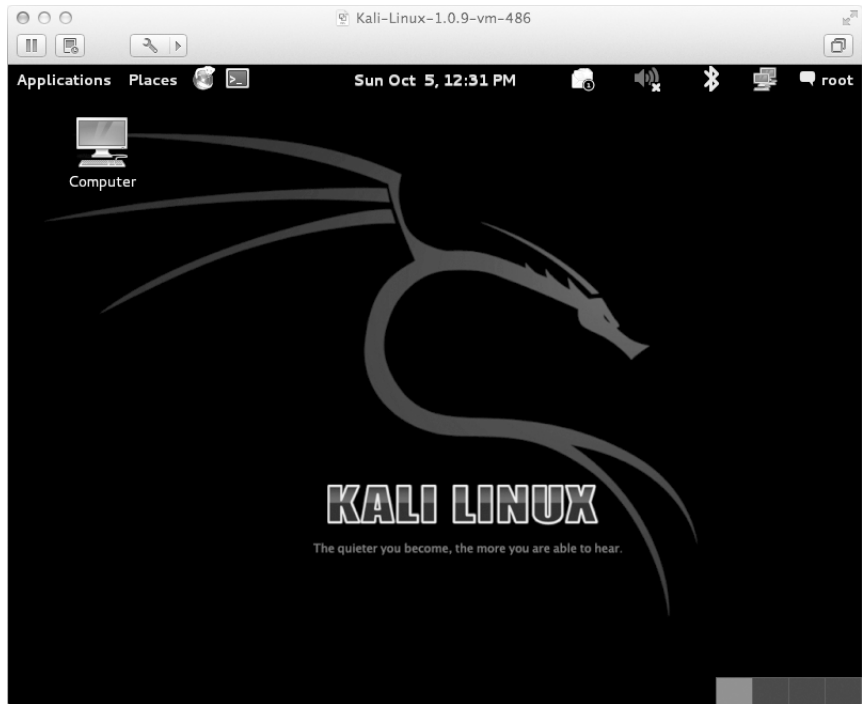 Kali-Linux-1.0.9-vm-486
Applications Places Sun Oct 5, 12:31 PM root
Computer
KALI LINUX
The quieter you become, the more you are able to hear.